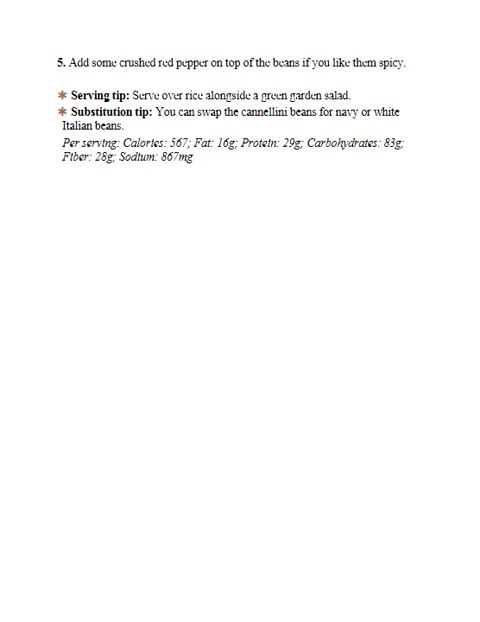 5. Add some crushed red pepper on top of the beans if you like them spicy.
✱ Serving tip: Serve over rice alongside a green garden salad.
✱ Substitution tip: You can swap the cannellini beans for navy or white
Italian beans.
Per serving: Calories: 567; Fat: 16g; Protein: 29g; Carbohydrates: 83g;
Fiber: 28g; Sodium: 867mg